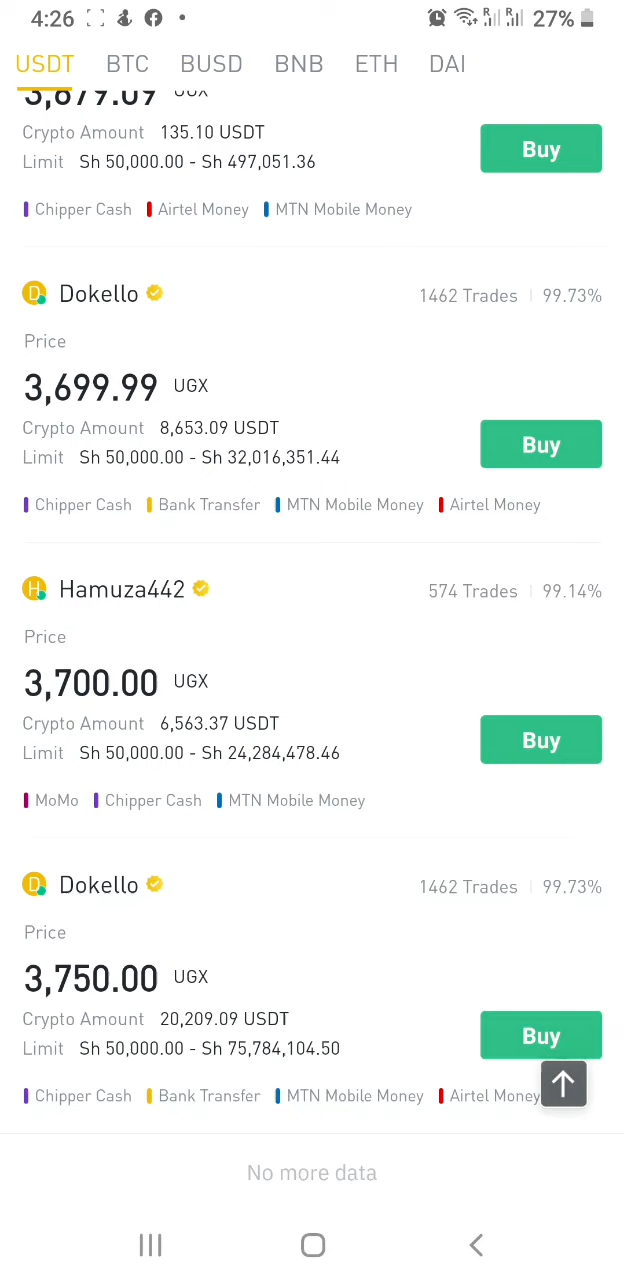 4:26 27%
USDT BTC BUSD BNB ETH DAI
3,679.09 UGX
Crypto Amount 135.10 USDT
Limit Sh 50,000.00 - Sh 497,051.36
Buy
Chipper Cash Airtel Money MTN Mobile Money
D Dokello 1462 Trades 99.73%
Price
3,699.99 UGX
Crypto Amount 8,653.09 USDT
Limit Sh 50,000.00 - Sh 32,016,351.44
Buy
Chipper Cash Bank Transfer MTN Mobile Money Airtel Money
H Hamuza442 574 Trades 99.14%
Price
3,700.00 UGX
Crypto Amount 6,563.37 USDT
Limit Sh 50,000.00 - Sh 24,284,478.46
Buy
MoMo Chipper Cash MTN Mobile Money
D Dokello 1462 Trades 99.73%
Price
3,750.00 UGX
Crypto Amount 20,209.09 USDT
Limit Sh 50,000.00 - Sh 75,784,104.50
Buy
Chipper Cash Bank Transfer MTN Mobile Money Airtel Money
No more data